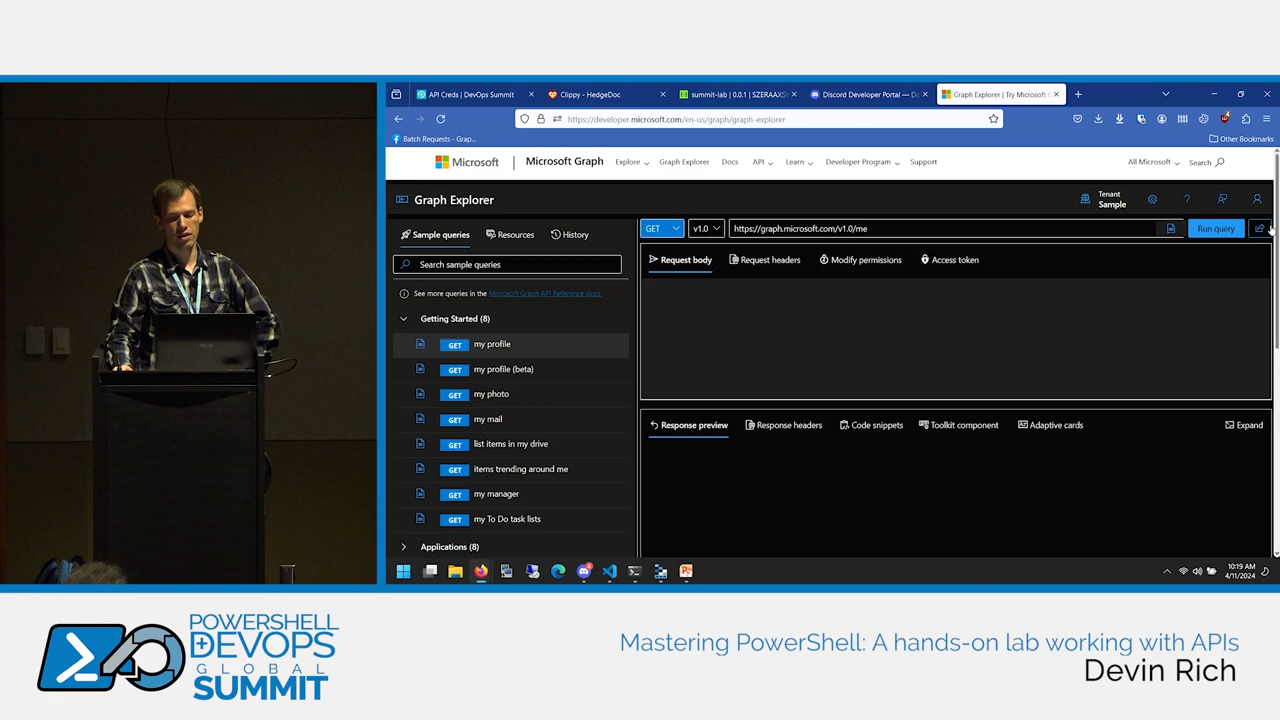 API Creds | DevOps Summit
Clippy - HedgeDoc
summit-lab | 0.0.1 | SZERAAXSV
Discord Developer Portal — Do
Graph Explorer | Try Microsoft G
https://developer.microsoft.com/en-us/graph/graph-explorer
Batch Requests - Grap...
Other Bookmarks
Microsoft
Microsoft Graph
Explore
Graph Explorer
Docs
API
Learn
Developer Program
Support
All Microsoft
Search
Graph Explorer
Tenant
Sample
Sample queries
Resources
History
GET
v1.0
https://graph.microsoft.com/v1.0/me
Run query
Search sample queries
Request body
Request headers
Modify permissions
Access token
See more queries in the Microsoft Graph API Reference docs.
Getting Started (8)
GET my profile
GET my profile (beta)
GET my photo
GET my mail
GET list items in my drive
GET items trending around me
GET my manager
GET my To Do task lists
Applications (8)
Response preview
Response headers
Code snippets
Toolkit component
Adaptive cards
Expand
10:19 AM
4/11/2024
POWERSHELL
+DEVOPS
GLOBAL
SUMMIT
Mastering PowerShell: A hands-on lab working with APIs
Devin Rich